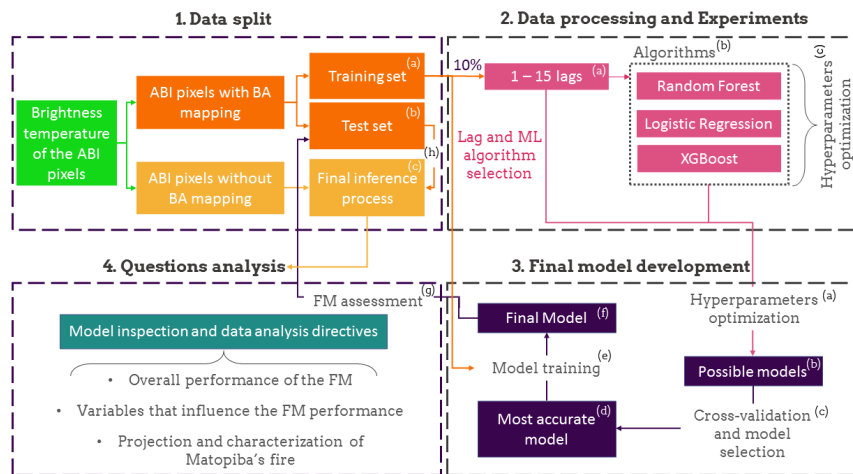 1. Data split
Brightness
temperature
of the ABI
pixels
ABI pixels with BA
mapping
ABI pixels without
BA mapping
(a)
Training set
(b)
Test set
(c)
Final inference
process
(h)
2. Data processing and Experiments
10%
1 – 15 lags
(a)
Lag and ML
algorithm
selection
Algorithms(b)
Random Forest
Logistic Regression
XGBoost
(c)
Hyperparameters
optimization
3. Final model development
Hyperparameters(a)
optimization
Possible models(b)
Cross-validation(c)
and model
selection
(d)
Most accurate
model
(e)
Model training
(f)
Final Model
FM assessment(g)
4. Questions analysis
Model inspection and data analysis directives
• Overall performance of the FM
• Variables that influence the FM performance
• Projection and characterization of
Matopiba's fire